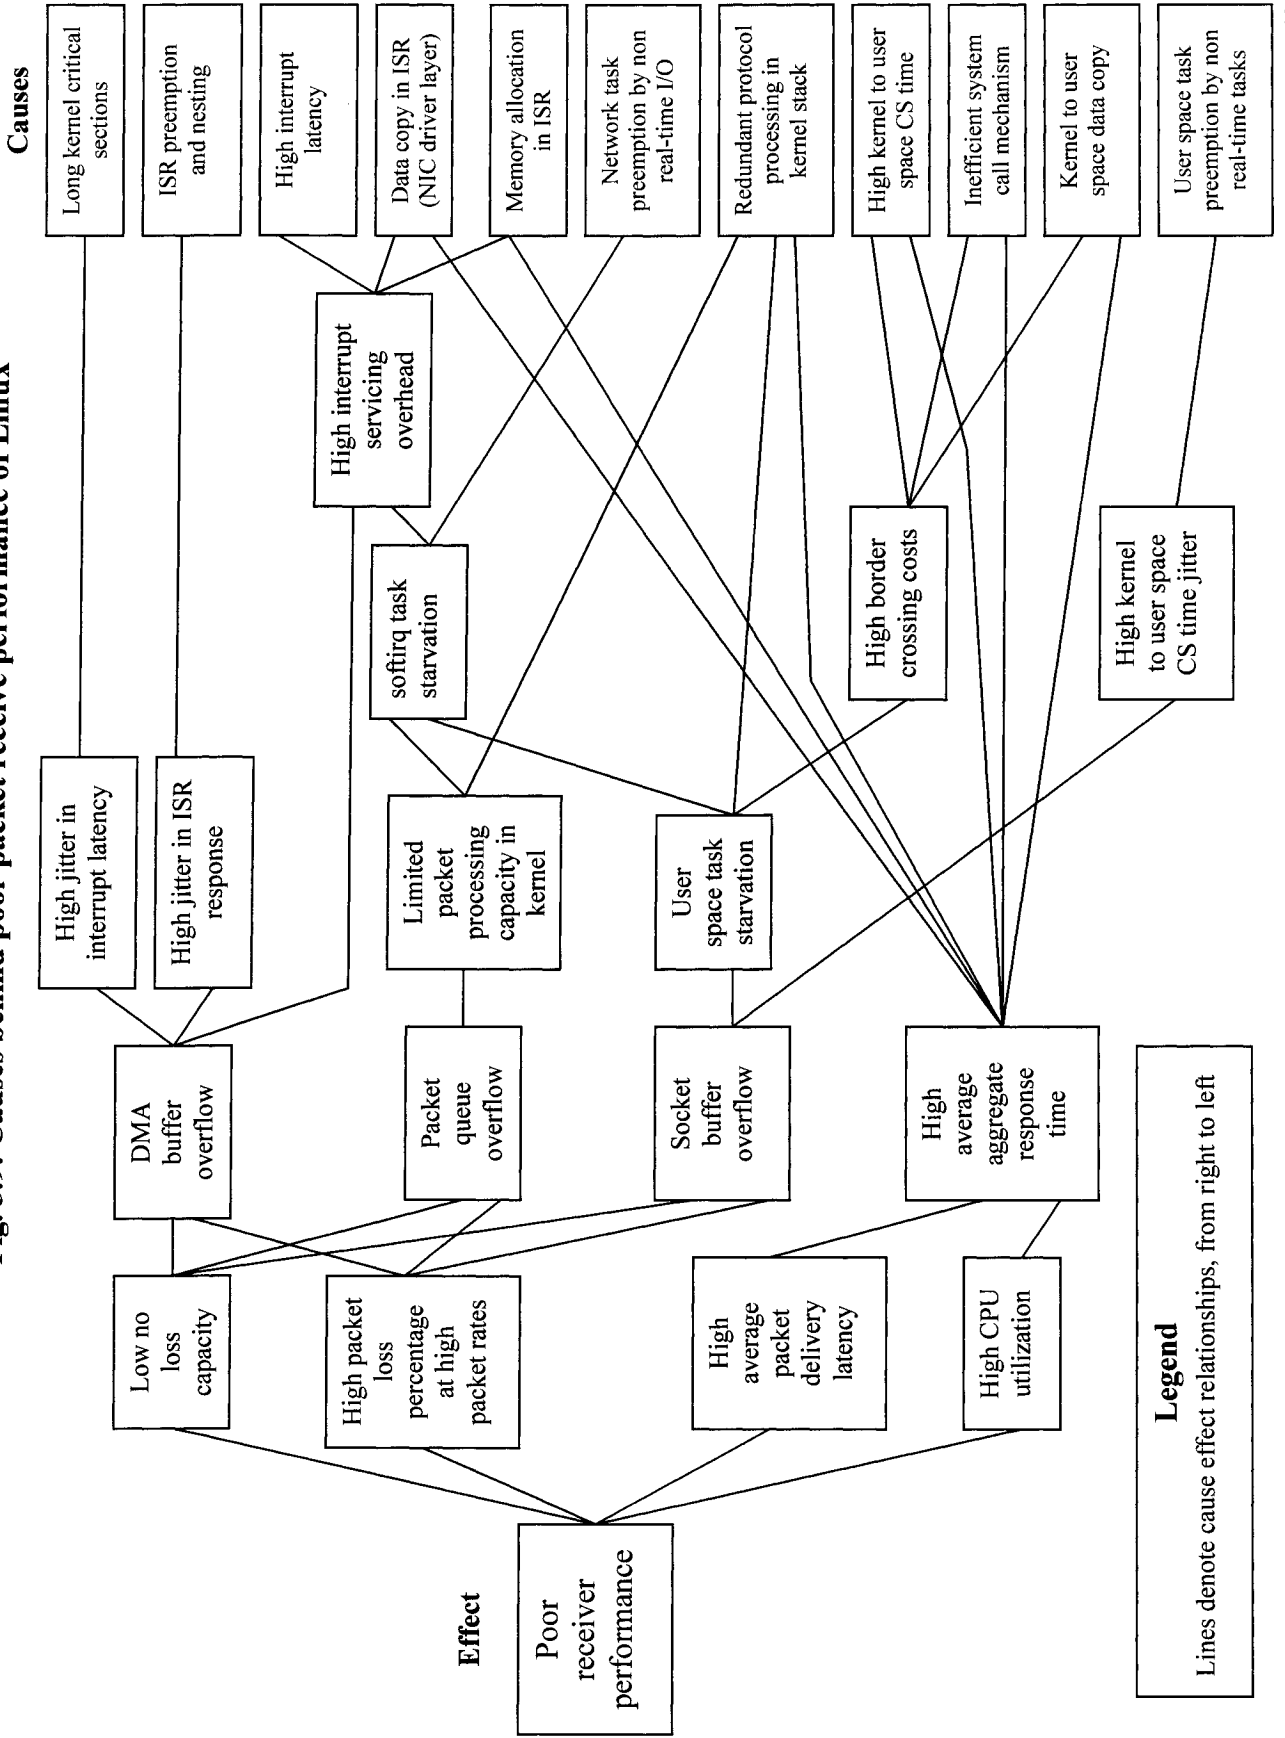 Causes behind poor packet receive performance of Linux
Effect
Poor
receiver
performance
Low no
loss
capacity
High packet
loss
percentage
at high
packet rates
High
average
packet
delivery
latency
High CPU
utilization
DMA
buffer
overflow
Packet
queue
overflow
Socket
buffer
overflow
High
average
aggregate
response
time
High jitter in
interrupt latency
High jitter in ISR
response
Limited
packet
processing
capacity in
kernel
User
space task
starvation
softirq task
starvation
High border
crossing costs
High kernel
to user space
CS time jitter
High interrupt
servicing
overhead
Causes
Long kernel critical
sections
ISR preemption
and nesting
High interrupt
latency
Data copy in ISR
(NIC driver layer)
Memory allocation
in ISR
Network task
preemption by non
real-time I/O
Redundant protocol
processing in
kernel stack
High kernel to user
space CS time
Inefficient system
call mechanism
Kernel to user
space data copy
User space task
preemption by non
real-time tasks
Legend
Lines denote cause effect relationships, from right to left